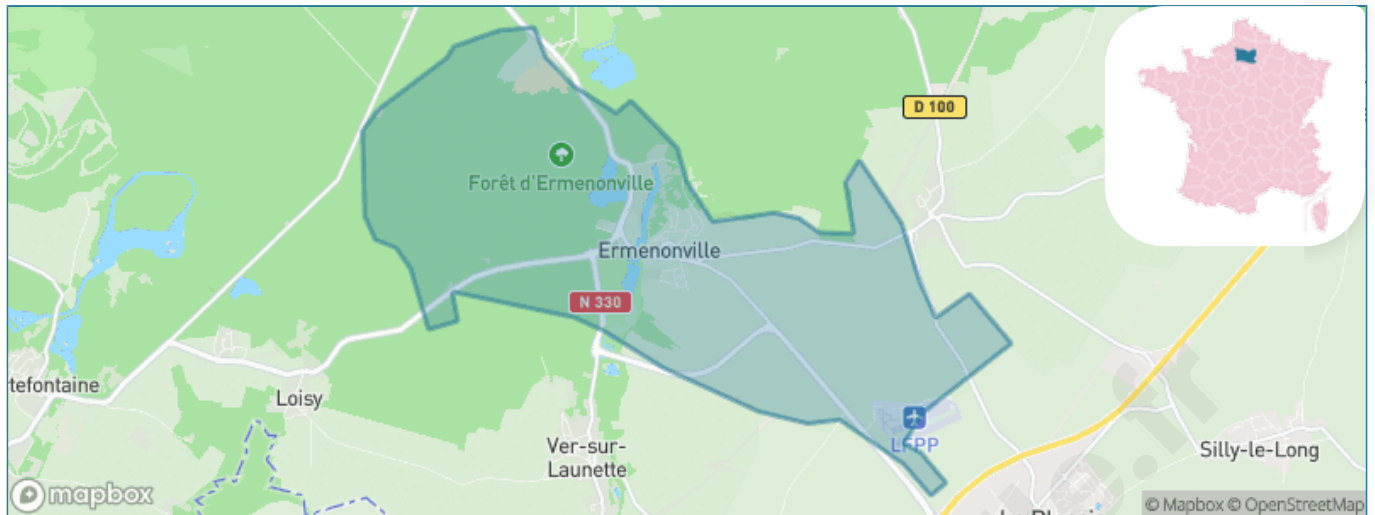 D 100
Forêt d'Ermenonville
Ermenonville
N 330
tefontaine
Loisy
Ver-sur-
Launette
LFPP
Silly-le-Long
mapbox
© Mapbox © OpenStreetMap